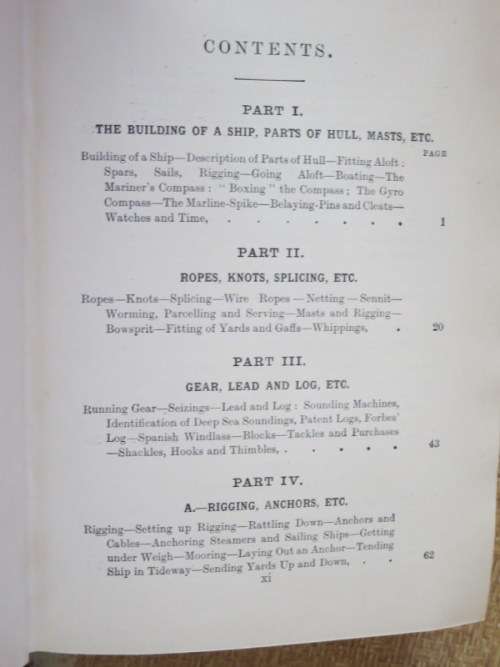 CONTENTS.
PART I.
THE BUILDING OF A SHIP, PARTS OF HULL, MASTS, ETC.
PAGE
Building of a Ship—Description of Parts of Hull—Fitting Aloft:
Spars, Sails, Rigging—Going Aloft—Boating—The
Mariner's Compass: "Boxing" the Compass; The Gyro
Compass—The Marline-Spike—Belaying-Pins and Cleats—
Watches and Time, . . . . . . . 1
PART II.
ROPES, KNOTS, SPLICING, ETC.
Ropes—Knots—Splicing—Wire Ropes—Netting—Sennit—
Worming, Parcelling and Serving—Masts and Rigging—
Bowsprit—Fitting of Yards and Gaffs—Whippings, . 20
PART III.
GEAR, LEAD AND LOG, ETC.
Running Gear—Seizings—Lead and Log: Sounding Machines,
Identification of Deep Sea Soundings, Patent Logs, Forbes'
Log—Spanish Windlass—Blocks—Tackles and Purchases
—Shackles, Hooks and Thimbles, . . . . . 43
PART IV.
A.—RIGGING, ANCHORS, ETC.
Rigging—Setting up Rigging—Rattling Down—Anchors and
Cables—Anchoring Steamers and Sailing Ships—Getting
under Weigh—Mooring—Laying Out an Anchor—Tending
Ship in Tideway—Sending Yards Up and Down, . . 62
xi